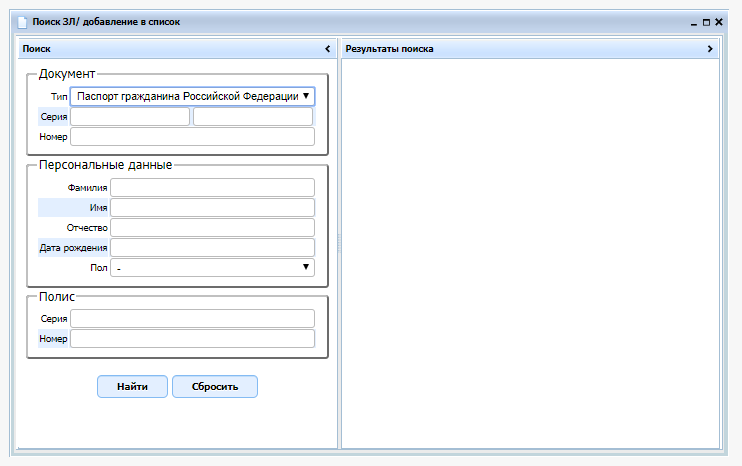 Поиск ЗЛ/ добавление в список
Поиск
Результаты поиска
Документ
Тип Паспорт гражданина Российской Федерации
Серия
Номер
Персональные данные
Фамилия
Имя
Отчество
Дата рождения
Пол -
Полис
Серия
Номер
Найти Сбросить